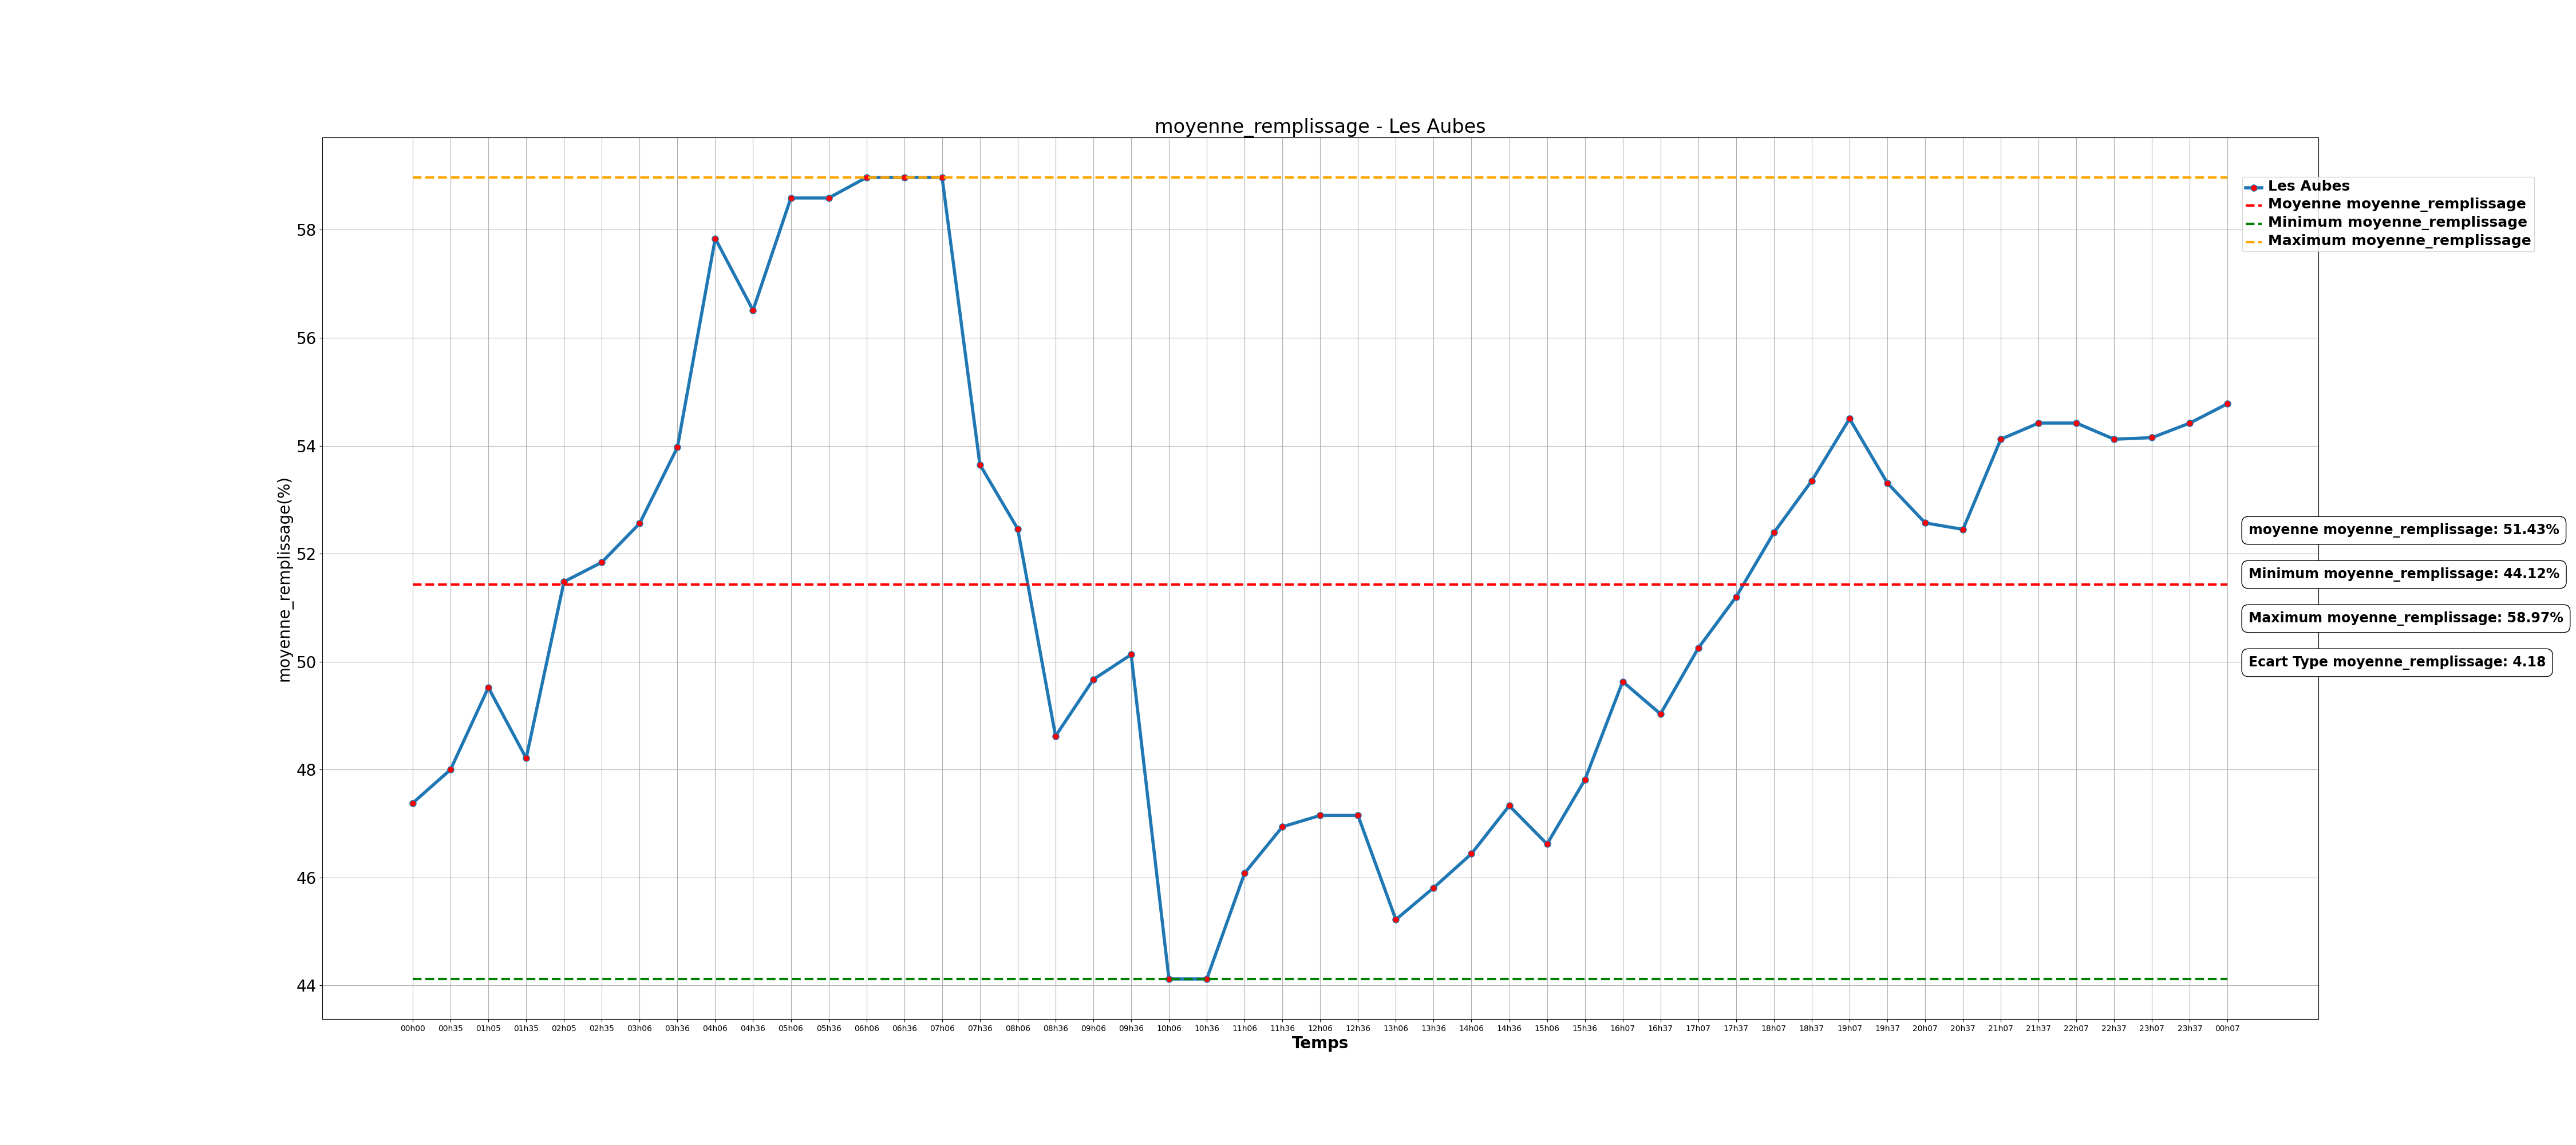 moyenne_remplissage - Les Aubes
Les Aubes
Moyenne moyenne_remplissage
Minimum moyenne_remplissage
Maximum moyenne_remplissage
58
56
54
52
50
48
46
44
moyenne_remplissage(%)
moyenne moyenne_remplissage: 51.43%
Minimum moyenne_remplissage: 44.12%
Maximum moyenne_remplissage: 58.97%
Ecart Type moyenne_remplissage: 4.18
00h00 00h35 01h05 01h35 02h05 02h35 03h06 03h36 04h06 04h36 05h06 05h36 06h06 06h36 07h06 07h36 08h06 08h36 09h06 09h36 10h06 10h36 11h06 11h36 12h06 12h36 13h06 13h36 14h06 14h36 15h06 15h36 16h07 16h37 17h07 17h37 18h07 18h37 19h07 19h37 20h07 20h37 21h07 21h37 22h07 22h37 23h07 23h37 00h07
Temps